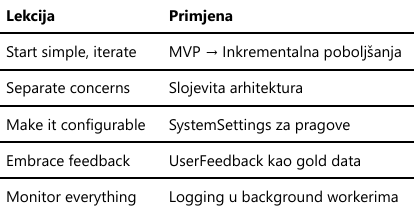 Lekcija Primjena
Start simple, iterate MVP → Inkrementalna poboljšanja
Separate concerns Slojevita arhitektura
Make it configurable SystemSettings za pragove
Embrace feedback UserFeedback kao gold data
Monitor everything Logging u background workerima